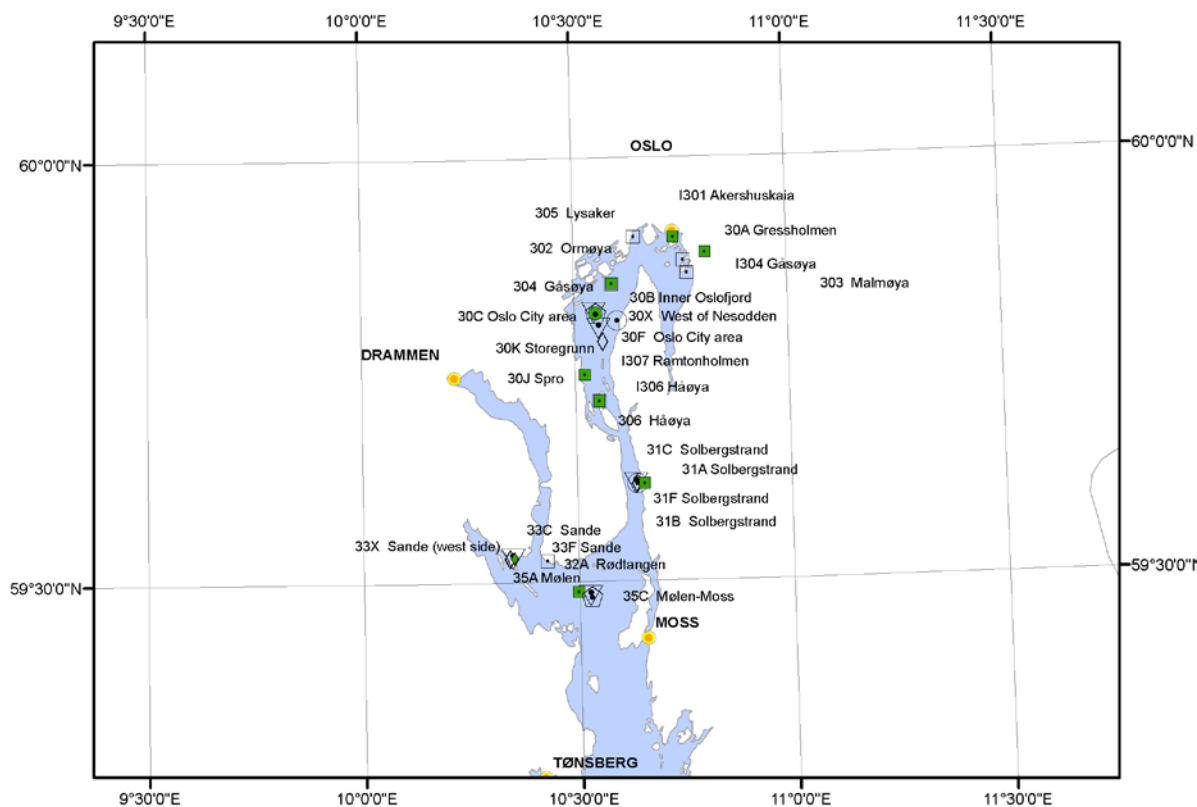 9°30'0"E 10°0'0"E 10°30'0"E 11°0'0"E 11°30'0"E
60°0'0"N
60°0'0"N
OSLO
I301 Akershuskaia
305 Lysaker
30A Gressholmen
302 Ormøya
I304 Gåsøya
303 Malmøya
304 Gåsøya
30B Inner Oslofjord
30C Oslo City area
30X West of Nesodden
30F Oslo City area
30K Storegrunn
DRAMMEN
I307 Ramtonholmen
30J Spro
I306 Håøya
306 Håøya
31C Solbergstrand
31A Solbergstrand
31F Solbergstrand
31B Solbergstrand
33C Sande
33X Sande (west side)
33F Sande
32A Rødtangen
59°30'0"N
59°30'0"N
35A Mølen
35C Mølen-Moss
MOSS
TØNSBERG
9°30'0"E 10°0'0"E 10°30'0"E 11°0'0"E 11°30'0"E